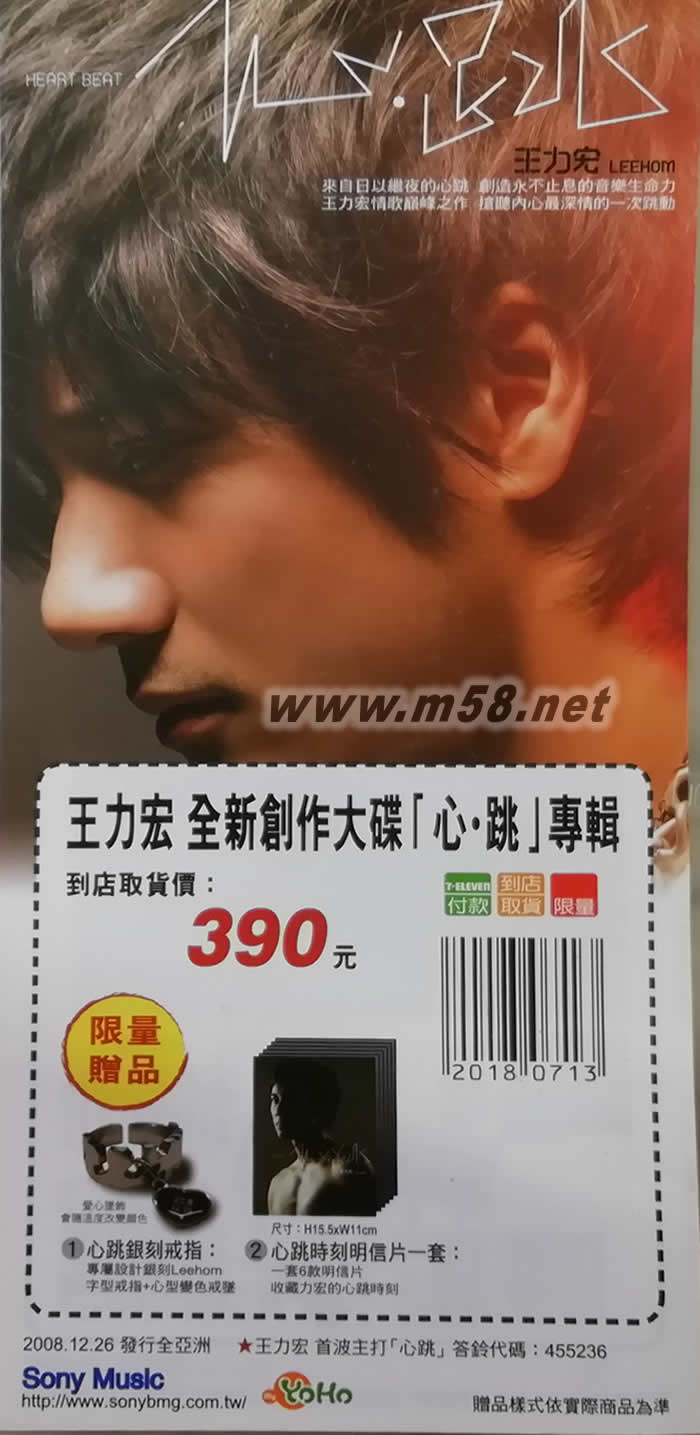 HEART BEAT
心·跳
王力宏 LEEHOM
來自日以繼夜的心跳 創造永不止息的音樂生命力
王力宏情歌巔峰之作 搶聽內心最深情的一次跳動
www.m58.net
王力宏 全新創作大碟「心·跳」專輯
到店取貨價：
390元
7-ELEVEN
付款
到店
取貨
限量
2018 0713
限量
贈品
愛心墜飾
會隨溫度改變顏色
尺寸：H15.5xW11cm
1 心跳銀刻戒指：
專屬設計銀刻Leehom
字型戒指+心型變色戒墜
2 心跳時刻明信片一套：
一套6款明信片
收藏力宏的心跳時刻
2008.12.26 發行全亞洲 ★王力宏 首波主打「心跳」答鈴代碼：455236
Sony Music
http://www.sonybmg.com.tw/
my YoHo
贈品樣式依實際商品為準